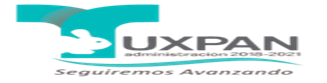 TUXPAN
administración 2018-2021
Seguiremos Avanzando